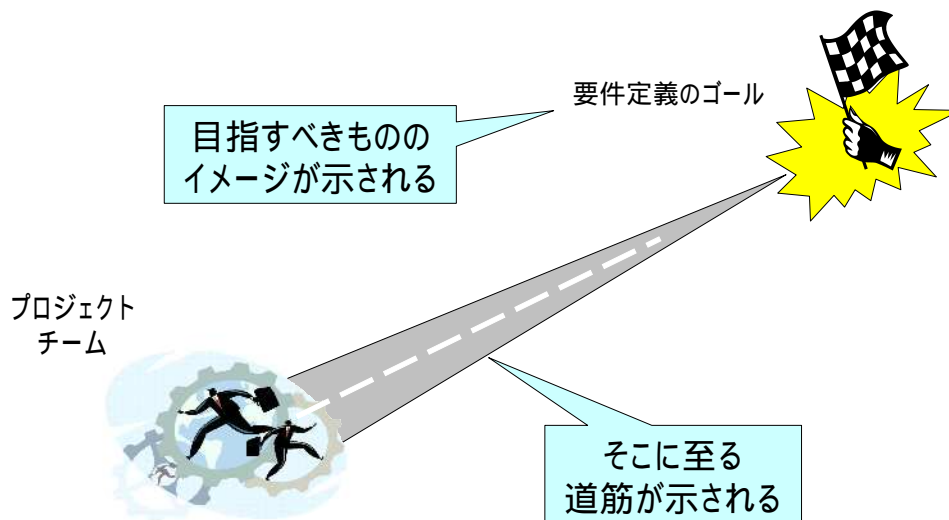 要件定義のゴール
目指すべきものの
イメージが示される
プロジェクト
チーム
そこに至る
道筋が示される